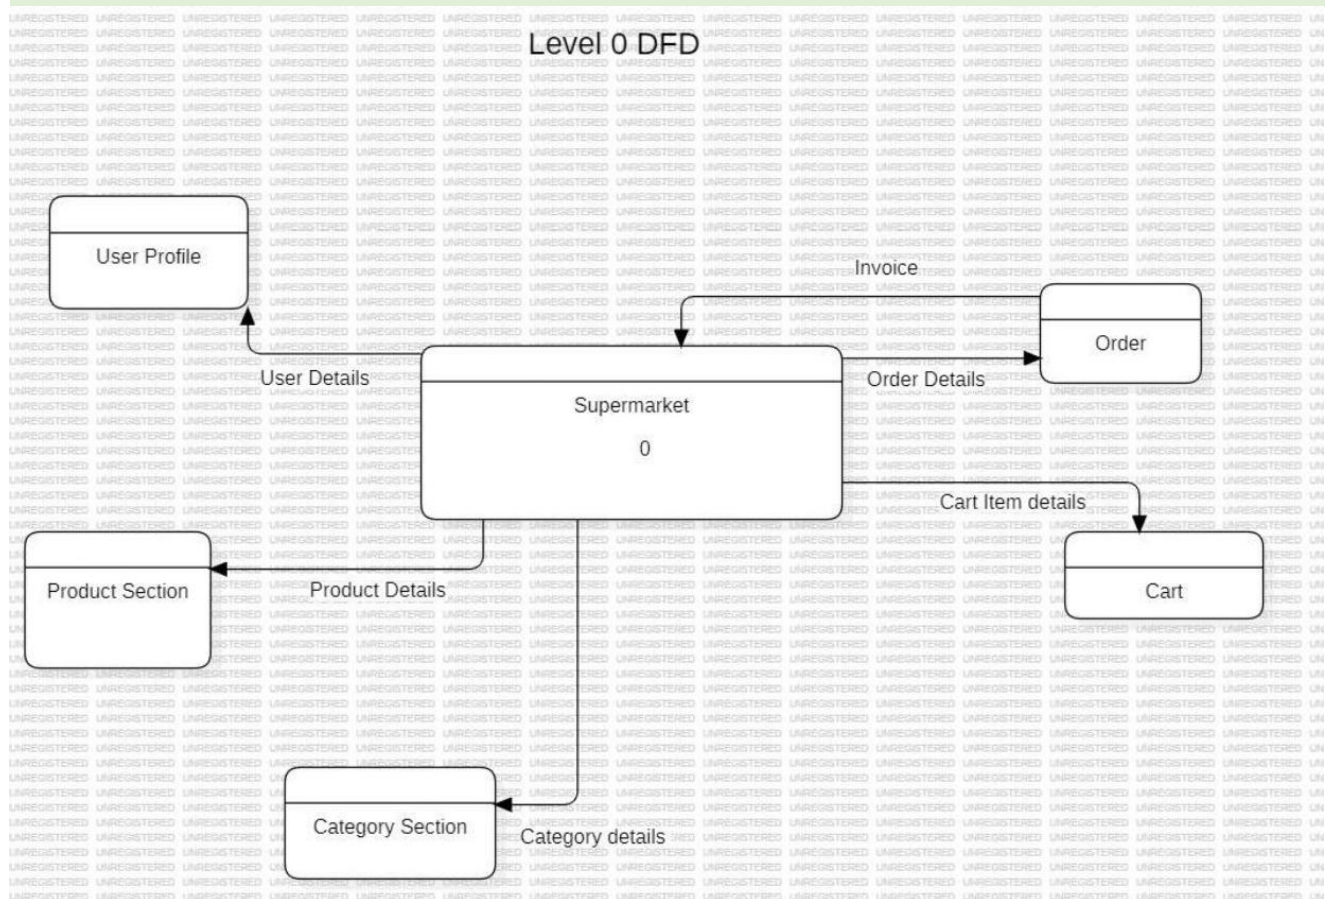 Level 0 DFD
User Profile
Invoice
Order
User Details
Order Details
Supermarket
0
Cart Item details
Product Section
Product Details
Cart
Category Section
Category details
UNREGISTERED